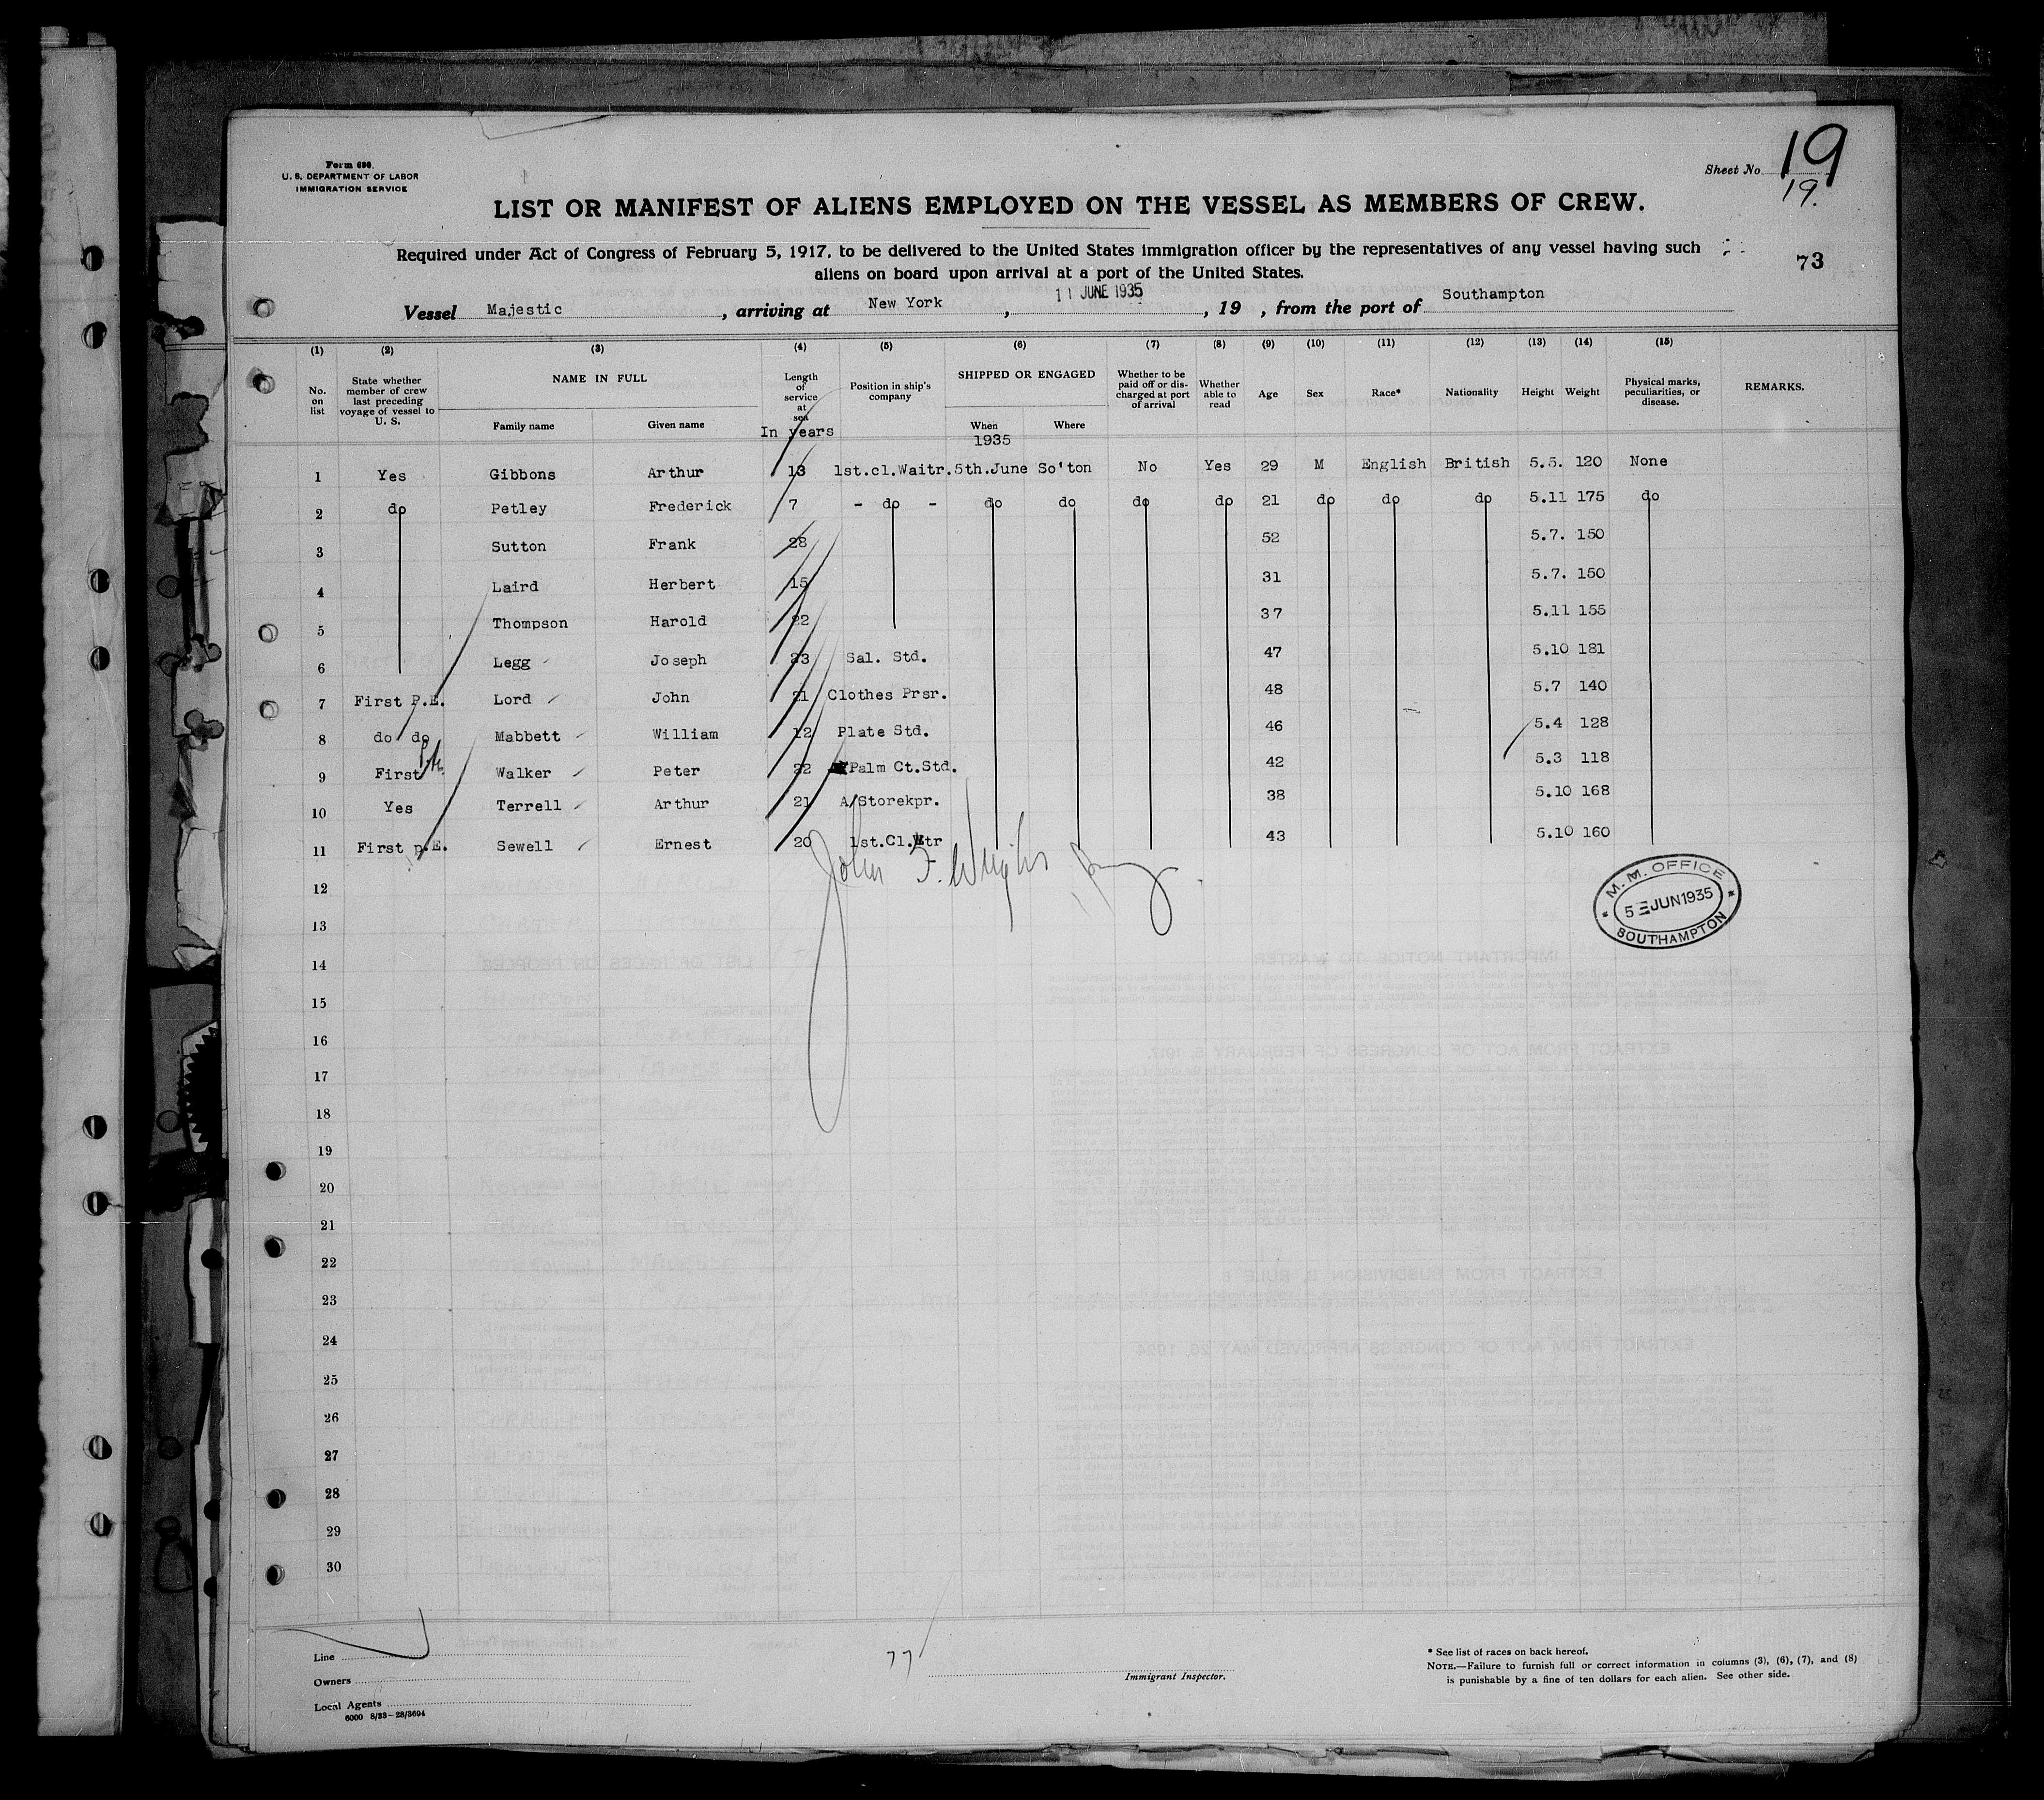 Form 680.
U. S. DEPARTMENT OF LABOR
IMMIGRATION SERVICE
Sheet No. 19
19.
LIST OR MANIFEST OF ALIENS EMPLOYED ON THE VESSEL AS MEMBERS OF CREW.
Required under Act of Congress of February 5, 1917, to be delivered to the United States immigration officer by the representatives of any vessel having such
aliens on board upon arrival at a port of the United States.
73
Vessel Majestic, arriving at New York, 11 JUNE 1935, 19 , from the port of Southampton
(1) (2) (3) (4) (5) (6) (7) (8) (9) (10) (11) (12) (13) (14) (15)
No. on list
State whether member of crew last preceding voyage of vessel to U. S.
NAME IN FULL
Family name
Given name
Length of service at sea
In years
Position in ship's company
SHIPPED OR ENGAGED
When
1935
Where
Whether to be paid off or discharged at port of arrival
Whether able to read
Age
Sex
Race*
Nationality
Height
Weight
Physical marks, peculiarities, or disease.
REMARKS.
1 Yes Gibbons Arthur 13 1st.cl.Waitr. 5th.June So'ton No Yes 29 M English British 5.5. 120 None
2 do Petley Frederick 7 - do - do do do do 21 do do do 5.11 175 do
3 Sutton Frank 28 52 5.7. 150
4 Laird Herbert 15 31 5.7. 150
5 Thompson Harold 22 37 5.11 155
6 Legg Joseph 23 Sal. Std. 47 5.10 181
7 First P.E. Lord John 21 Clothes Prsr. 48 5.7 140
8 do do Mabbett William 12 Plate Std. 46 5.4 128
9 First Walker Peter 22 Palm Ct.Std. 42 5.3 118
10 Yes Terrell Arthur 21 A/Storekpr. 38 5.10 168
11 First p.E. Sewell Ernest 20 1st.Cl.Wtr 43 5.10 160
John F. Wright
M. M. OFFICE
5 JUN 1935
SOUTHAMPTON
12
13
14
15
16
17
18
19
20
21
22
23
24
25
26
27
28
29
30
Line
Owners
Local Agents
6000 8/33-28/3694
77
Immigrant Inspector.
* See list of races on back hereof.
NOTE.—Failure to furnish full or correct information in columns (3), (6), (7), and (8)
is punishable by a fine of ten dollars for each alien. See other side.